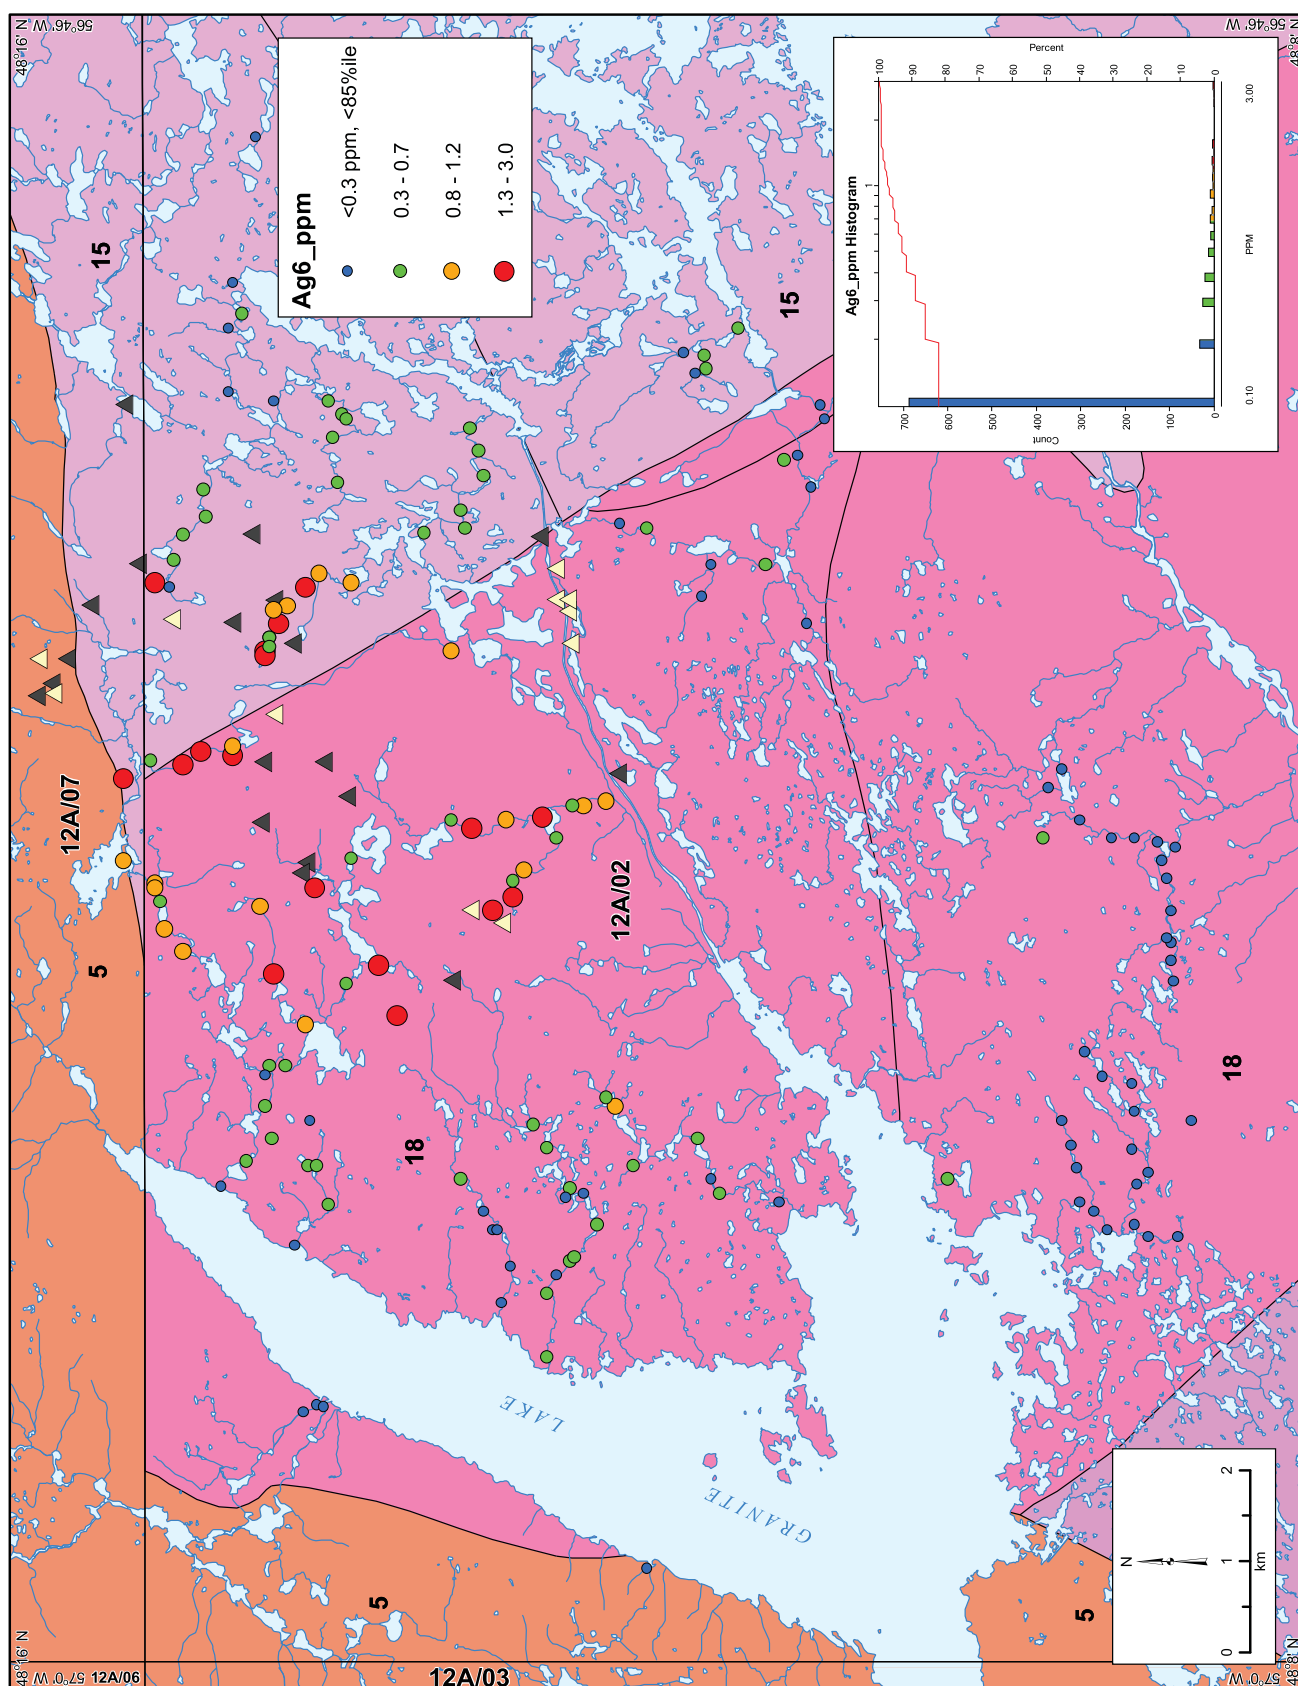 48°16' N
56°46' W
56°46' W
48°8' N
15
Ag6_ppm
<0.3 ppm, <85%ile
0.3 - 0.7
0.8 - 1.2
1.3 - 3.0
15
Ag6_ppm Histogram
Percent
100
90
80
70
60
50
40
30
20
10
0
1
0.10
PPM
3.00
700
600
500
400
300
200
100
0
Count
12A/07
5
12A/02
18
18
LAKE
GRANITE
5
5
N
0
1
2
km
12A/03
12A/06
48°16' N
57°0' W
57°0' W
48°8' N